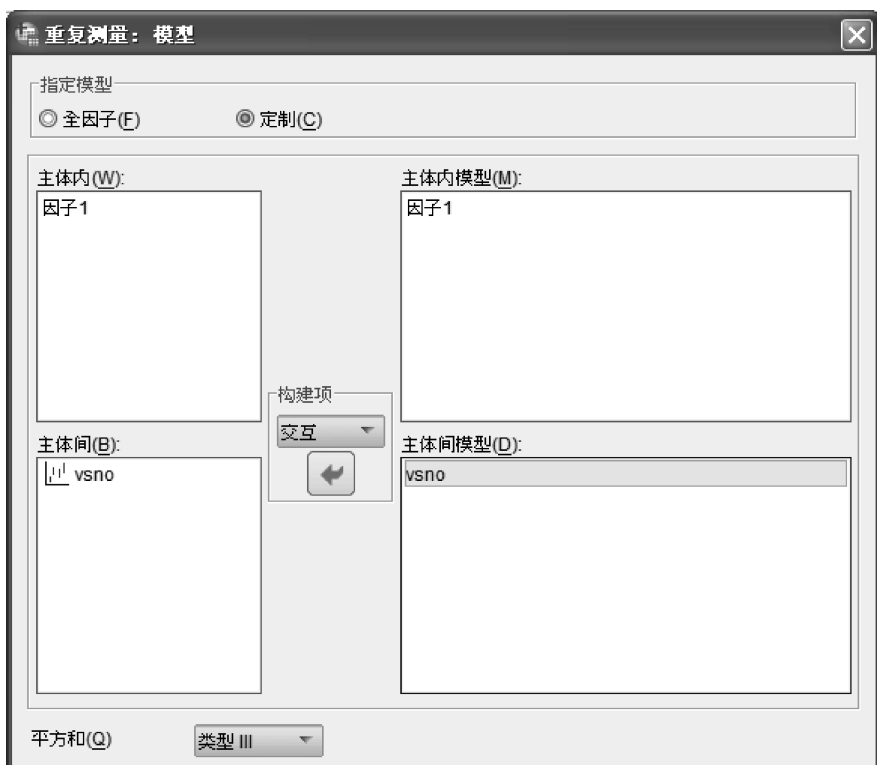 重复测量：模型
指定模型
全因子(F)
定制(C)
主体内(W):
因子1
主体内模型(M):
因子1
构建项
交互
主体间(B):
vsno
主体间模型(D):
vsno
平方和(Q)
类型 III